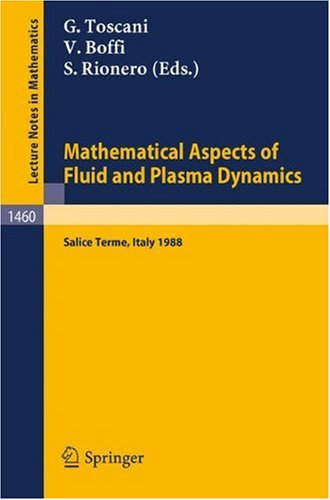 G. Toscani
V. Boffi
S. Rionero (Eds.)
Lecture Notes in Mathematics
Mathematical Aspects of
Fluid and Plasma Dynamics
1460
Salice Terme, Italy 1988
Springer